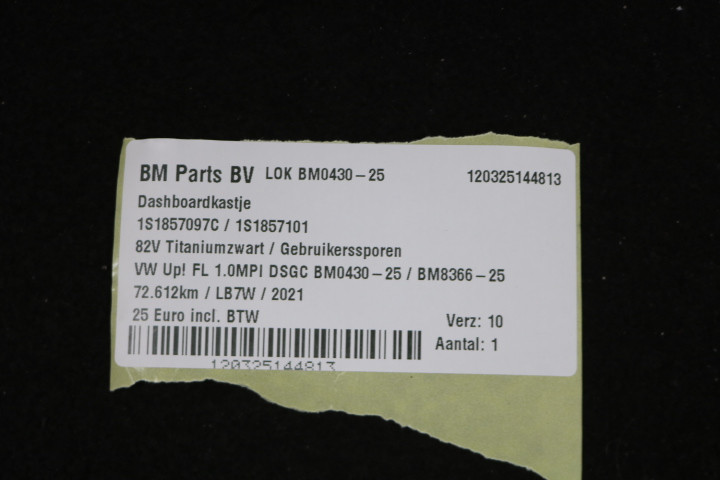 BM Parts BV LOK BM0430-25 120325144813
Dashboardkastje
1S1857097C / 1S1857101
82V Titaniumzwart / Gebruikerssporen
VW Up! FL 1.0MPI DSGC BM0430-25 / BM8366-25
72.612km / LB7W / 2021
25 Euro incl. BTW Verz: 10
Aantal: 1
120325144813